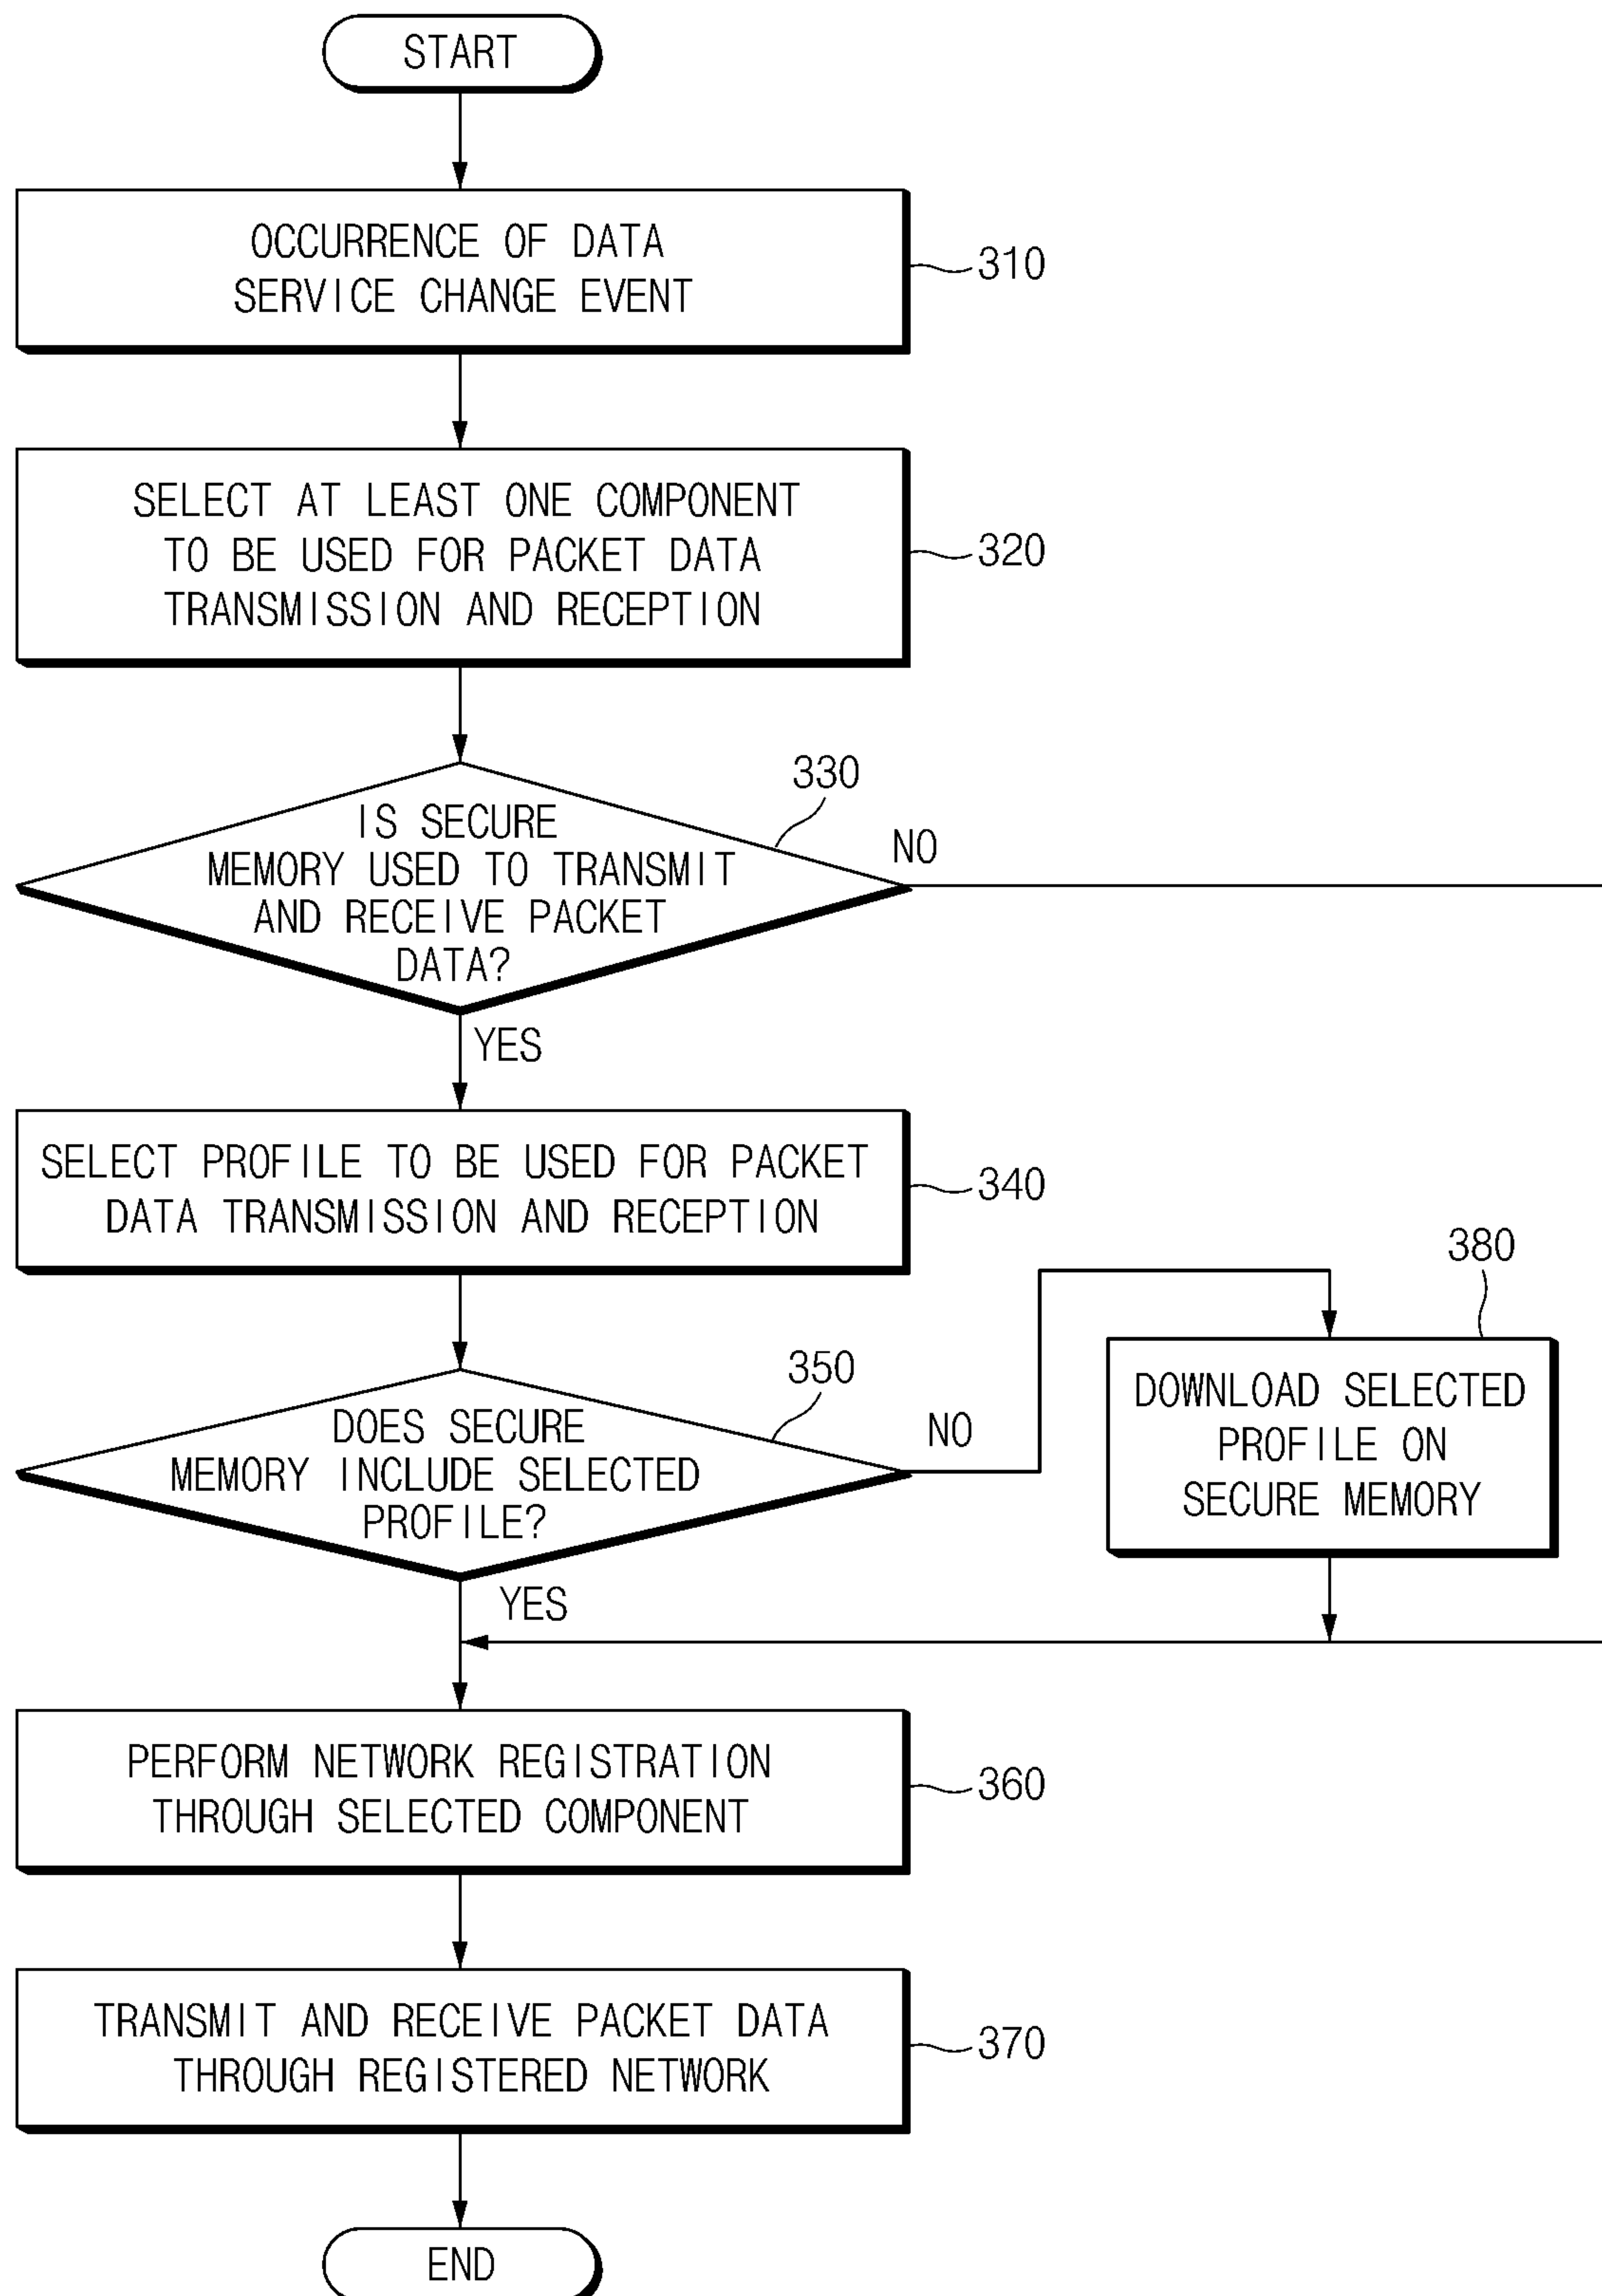 START
OCCURRENCE OF DATA
SERVICE CHANGE EVENT
310
SELECT AT LEAST ONE COMPONENT
TO BE USED FOR PACKET DATA
TRANSMISSION AND RECEPTION
320
330
IS SECURE
MEMORY USED TO TRANSMIT
AND RECEIVE PACKET
DATA?
NO
YES
SELECT PROFILE TO BE USED FOR PACKET
DATA TRANSMISSION AND RECEPTION
340
380
350
DOES SECURE
MEMORY INCLUDE SELECTED
PROFILE?
NO
DOWNLOAD SELECTED
PROFILE ON
SECURE MEMORY
YES
PERFORM NETWORK REGISTRATION
THROUGH SELECTED COMPONENT
360
TRANSMIT AND RECEIVE PACKET DATA
THROUGH REGISTERED NETWORK
370
END